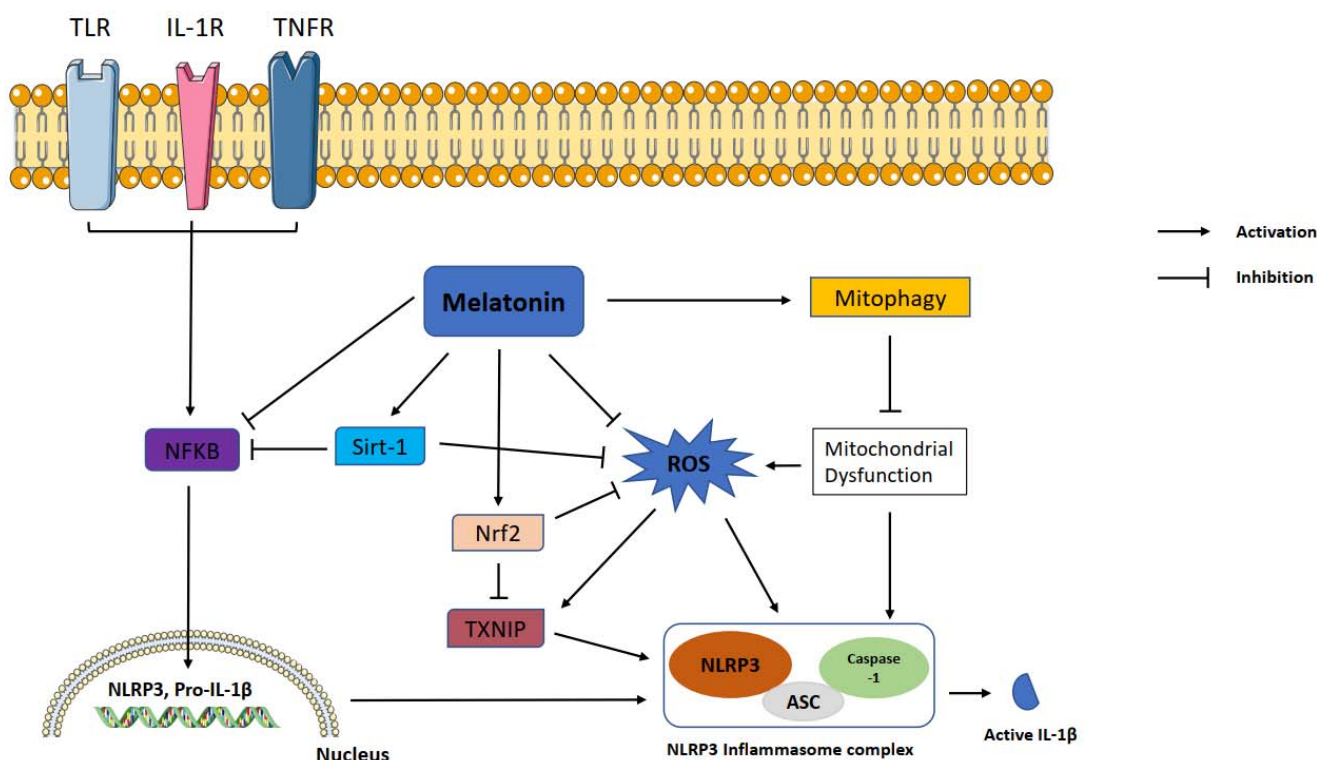 TLR IL-1R TNFR
Activation
Inhibition
Melatonin
Mitophagy
NFKB
Sirt-1
ROS
Mitochondrial
Dysfunction
Nrf2
TXNIP
NLRP3
Caspase
-1
ASC
NLRP3, Pro-IL-1β
Nucleus
NLRP3 Inflammasome complex
Active IL-1β